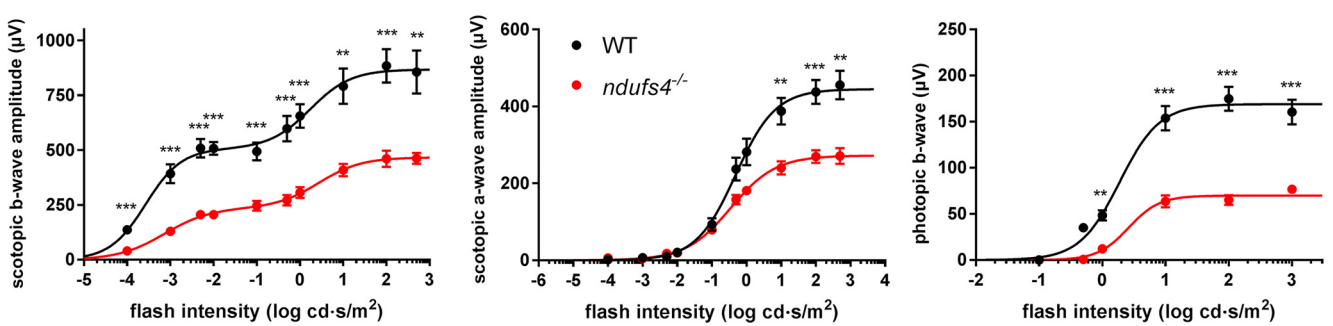 scotopic b-wave amplitude (µV)
1000
750
500
250
0
-5 -4 -3 -2 -1 0 1 2 3
flash intensity (log cd·s/m²)
*** *** *** *** *** *** *** ** *** **
scotopic a-wave amplitude (µV)
600
400
200
0
-6 -5 -4 -3 -2 -1 0 1 2 3 4
flash intensity (log cd·s/m²)
WT
ndufs4-/-
** *** **
photopic b-wave (µV)
250
200
150
100
50
0
-2 -1 0 1 2 3
flash intensity (log cd·s/m²)
** *** *** ***